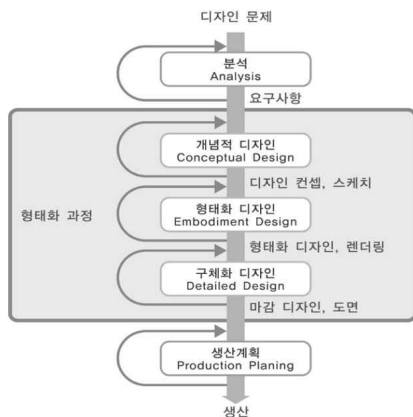 디자인 문제
분석
Analysis
요구사항
개념적 디자인
Conceptual Design
디자인 컨셉, 스케치
형태화 과정
형태화 디자인
Embodiment Design
형태화 디자인, 렌더링
구체화 디자인
Detailed Design
마감 디자인, 도면
생산계획
Production Planing
생산